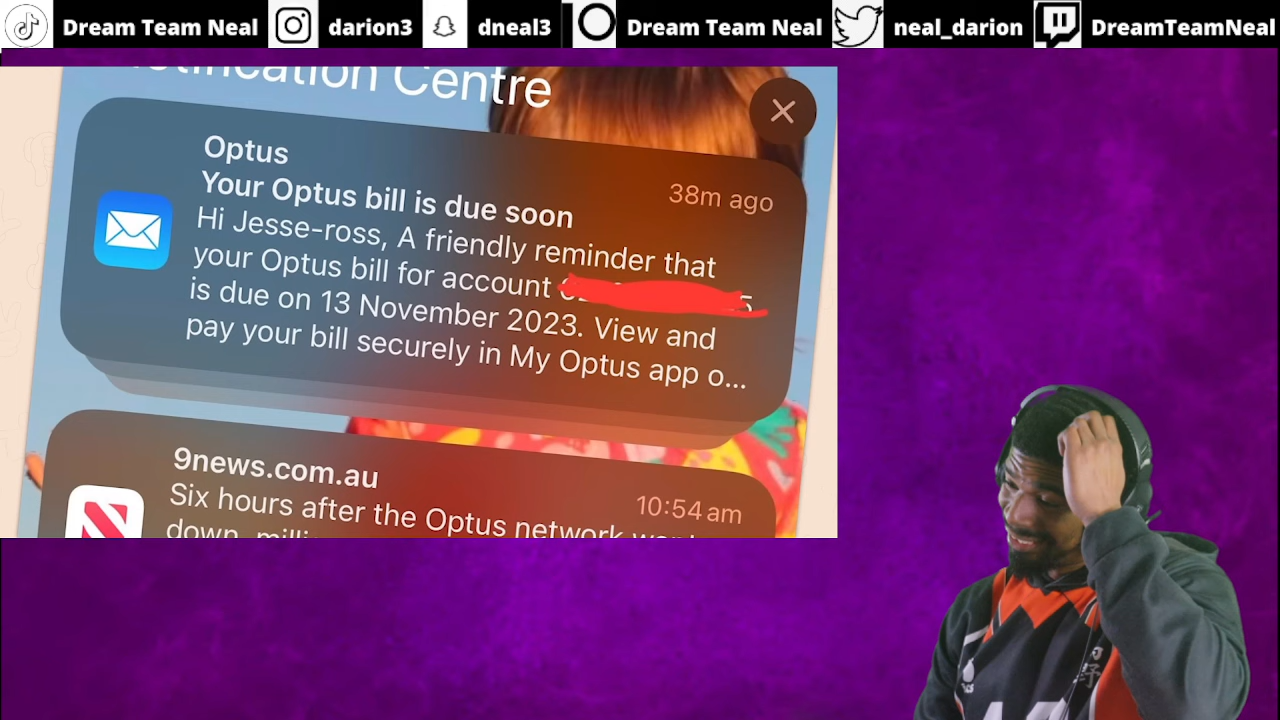 Dream Team Neal darion3 dneal3 Dream Team Neal neal_darion DreamTeamNeal
Notification Centre
Optus
38m ago
Your Optus bill is due soon
Hi Jesse-ross, A friendly reminder that
your Optus bill for account
is due on 13 November 2023. View and
pay your bill securely in My Optus app o...
9news.com.au
10:54 am
Six hours after the Optus network went
down,